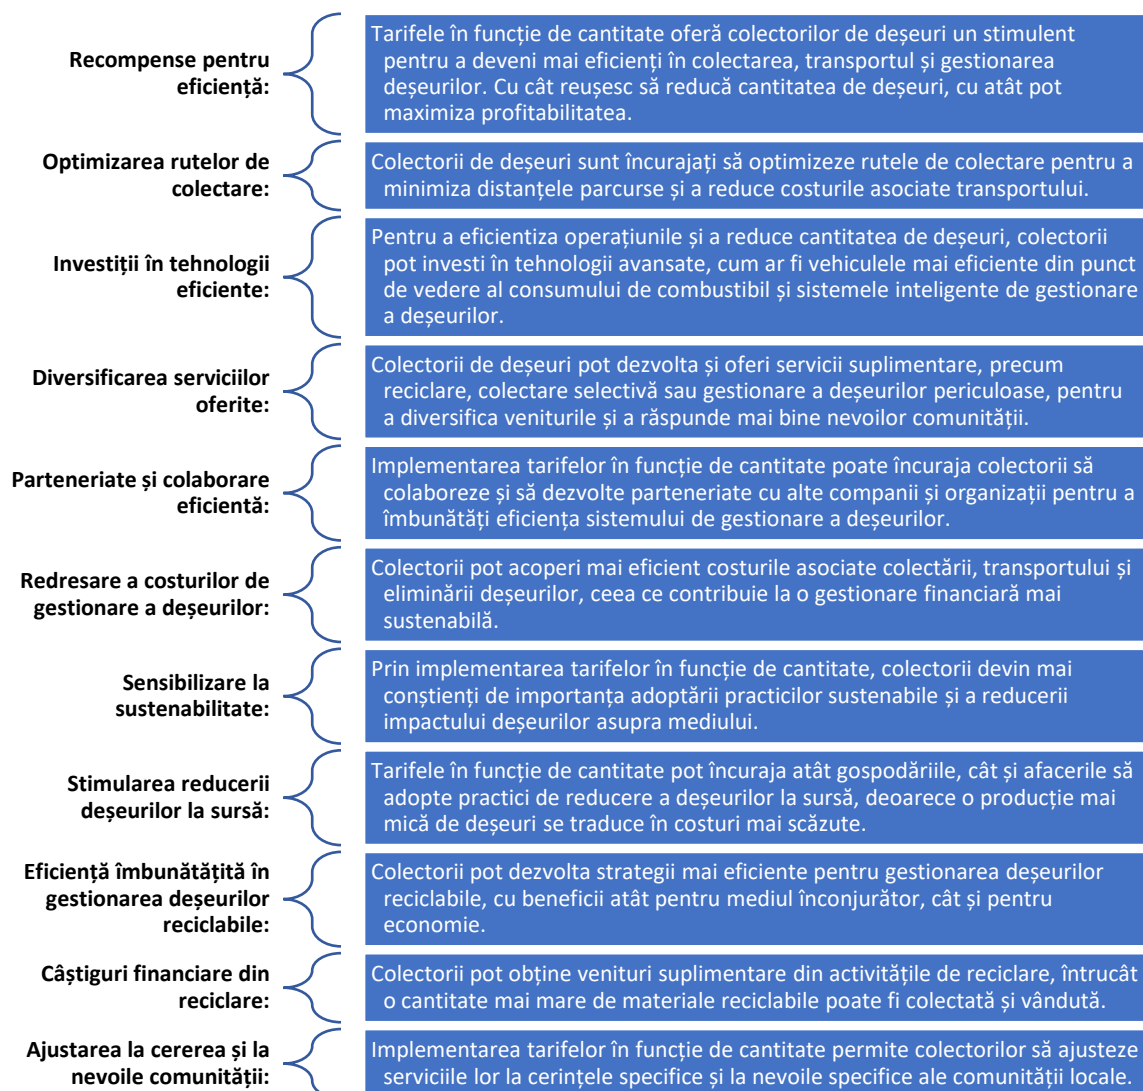 Recompense pentru
eficiență:
Tarifele în funcție de cantitate oferă colectorilor de deșeuri un stimulent
pentru a deveni mai eficienți în colectarea, transportul și gestionarea
deșeurilor. Cu cât reușesc să reducă cantitatea de deșeuri, cu atât pot
maximiza profitabilitatea.
Optimizarea rutelor de
colectare:
Colectorii de deșeuri sunt încurajați să optimizeze rutele de colectare pentru a
minimiza distanțele parcurse și a reduce costurile asociate transportului.
Investiții în tehnologii
eficiente:
Pentru a eficientiza operațiunile și a reduce cantitatea de deșeuri, colectorii
pot investi în tehnologii avansate, cum ar fi vehiculele mai eficiente din punct
de vedere al consumului de combustibil și sistemele inteligente de gestionare
a deșeurilor.
Diversificarea serviciilor
oferite:
Colectorii de deșeuri pot dezvolta și oferi servicii suplimentare, precum
reciclare, colectare selectivă sau gestionare a deșeurilor periculoase, pentru
a diversifica veniturile și a răspunde mai bine nevoilor comunității.
Parteneriate și colaborare
eficientă:
Implementarea tarifelor în funcție de cantitate poate încuraja colectorii să
colaboreze și să dezvolte parteneriate cu alte companii și organizații pentru a
îmbunătăți eficiența sistemului de gestionare a deșeurilor.
Redresare a costurilor de
gestionare a deșeurilor:
Colectorii pot acoperi mai eficient costurile asociate colectării, transportului și
eliminării deșeurilor, ceea ce contribuie la o gestionare financiară mai
sustenabilă.
Sensibilizare la
sustenabilitate:
Prin implementarea tarifelor în funcție de cantitate, colectorii devin mai
conștienți de importanța adoptării practicilor sustenabile și a reducerii
impactului deșeurilor asupra mediului.
Stimularea reducerii
deșeurilor la sursă:
Tarifele în funcție de cantitate pot încuraja atât gospodăriile, cât și afacerile să
adopte practici de reducere a deșeurilor la sursă, deoarece o producție mai
mică de deșeuri se traduce în costuri mai scăzute.
Eficiență îmbunătățită în
gestionarea deșeurilor
reciclabile:
Colectorii pot dezvolta strategii mai eficiente pentru gestionarea deșeurilor
reciclabile, cu beneficii atât pentru mediul înconjurător, cât și pentru
economie.
Câștiguri financiare din
reciclare:
Colectorii pot obține venituri suplimentare din activitățile de reciclare, întrucât
o cantitate mai mare de materiale reciclabile poate fi colectată și vândută.
Ajustarea la cererea și la
nevoile comunității:
Implementarea tarifelor în funcție de cantitate permite colectorilor să ajusteze
serviciile lor la cerințele specifice și la nevoile specifice ale comunității locale.